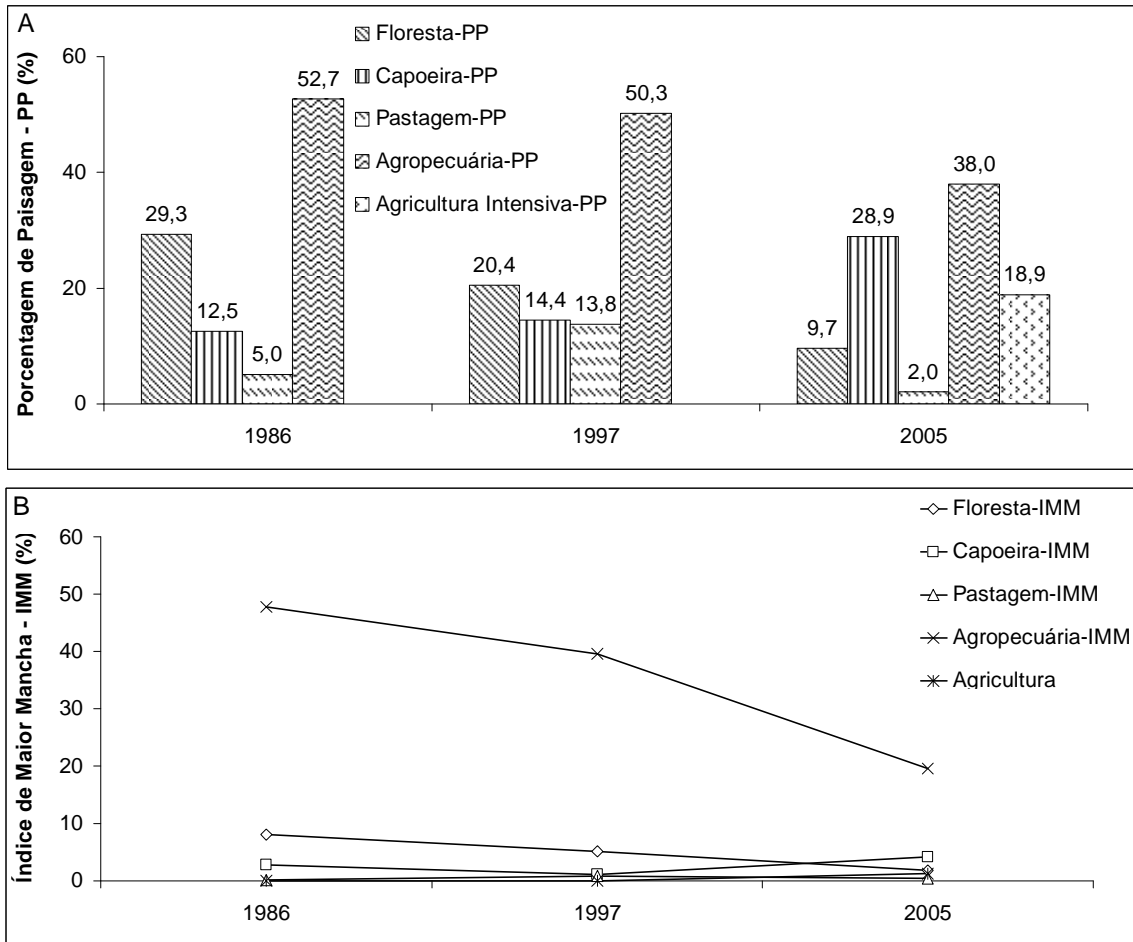 A
Porcentagem de Paisagem - PP (%)
Floresta-PP
Capoeira-PP
Pastagem-PP
Agropecuária-PP
Agricultura Intensiva-PP
60
40
20
0
29,3
12,5
5,0
52,7
20,4
14,4
13,8
50,3
9,7
28,9
2,0
38,0
18,9
1986
1997
2005
B
Índice de Maior Mancha - IMM (%)
Floresta-IMM
Capoeira-IMM
Pastagem-IMM
Agropecuária-IMM
Agricultura
60
50
40
30
20
10
0
1986
1997
2005